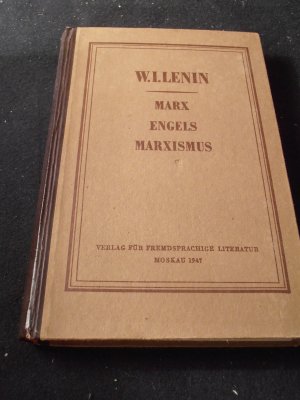 W. I. LENIN
MARX
ENGELS
MARXISMUS
VERLAG FÜR FREMDSPRACHIGE LITERATUR
MOSKAU 1947